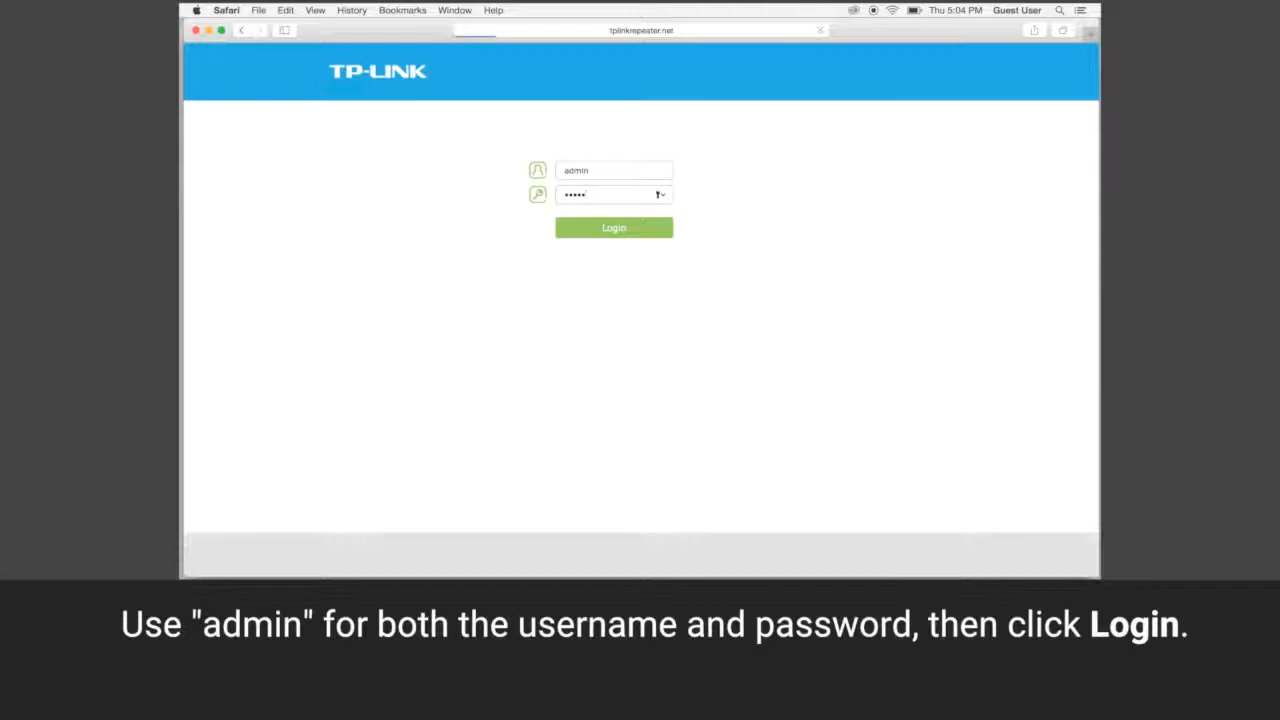 Safari File Edit View History Bookmarks Window Help Thu 5:04 PM Guest User
tplinkrepeater.net
TP-LINK
admin
•••••
Login
Use "admin" for both the username and password, then click Login.